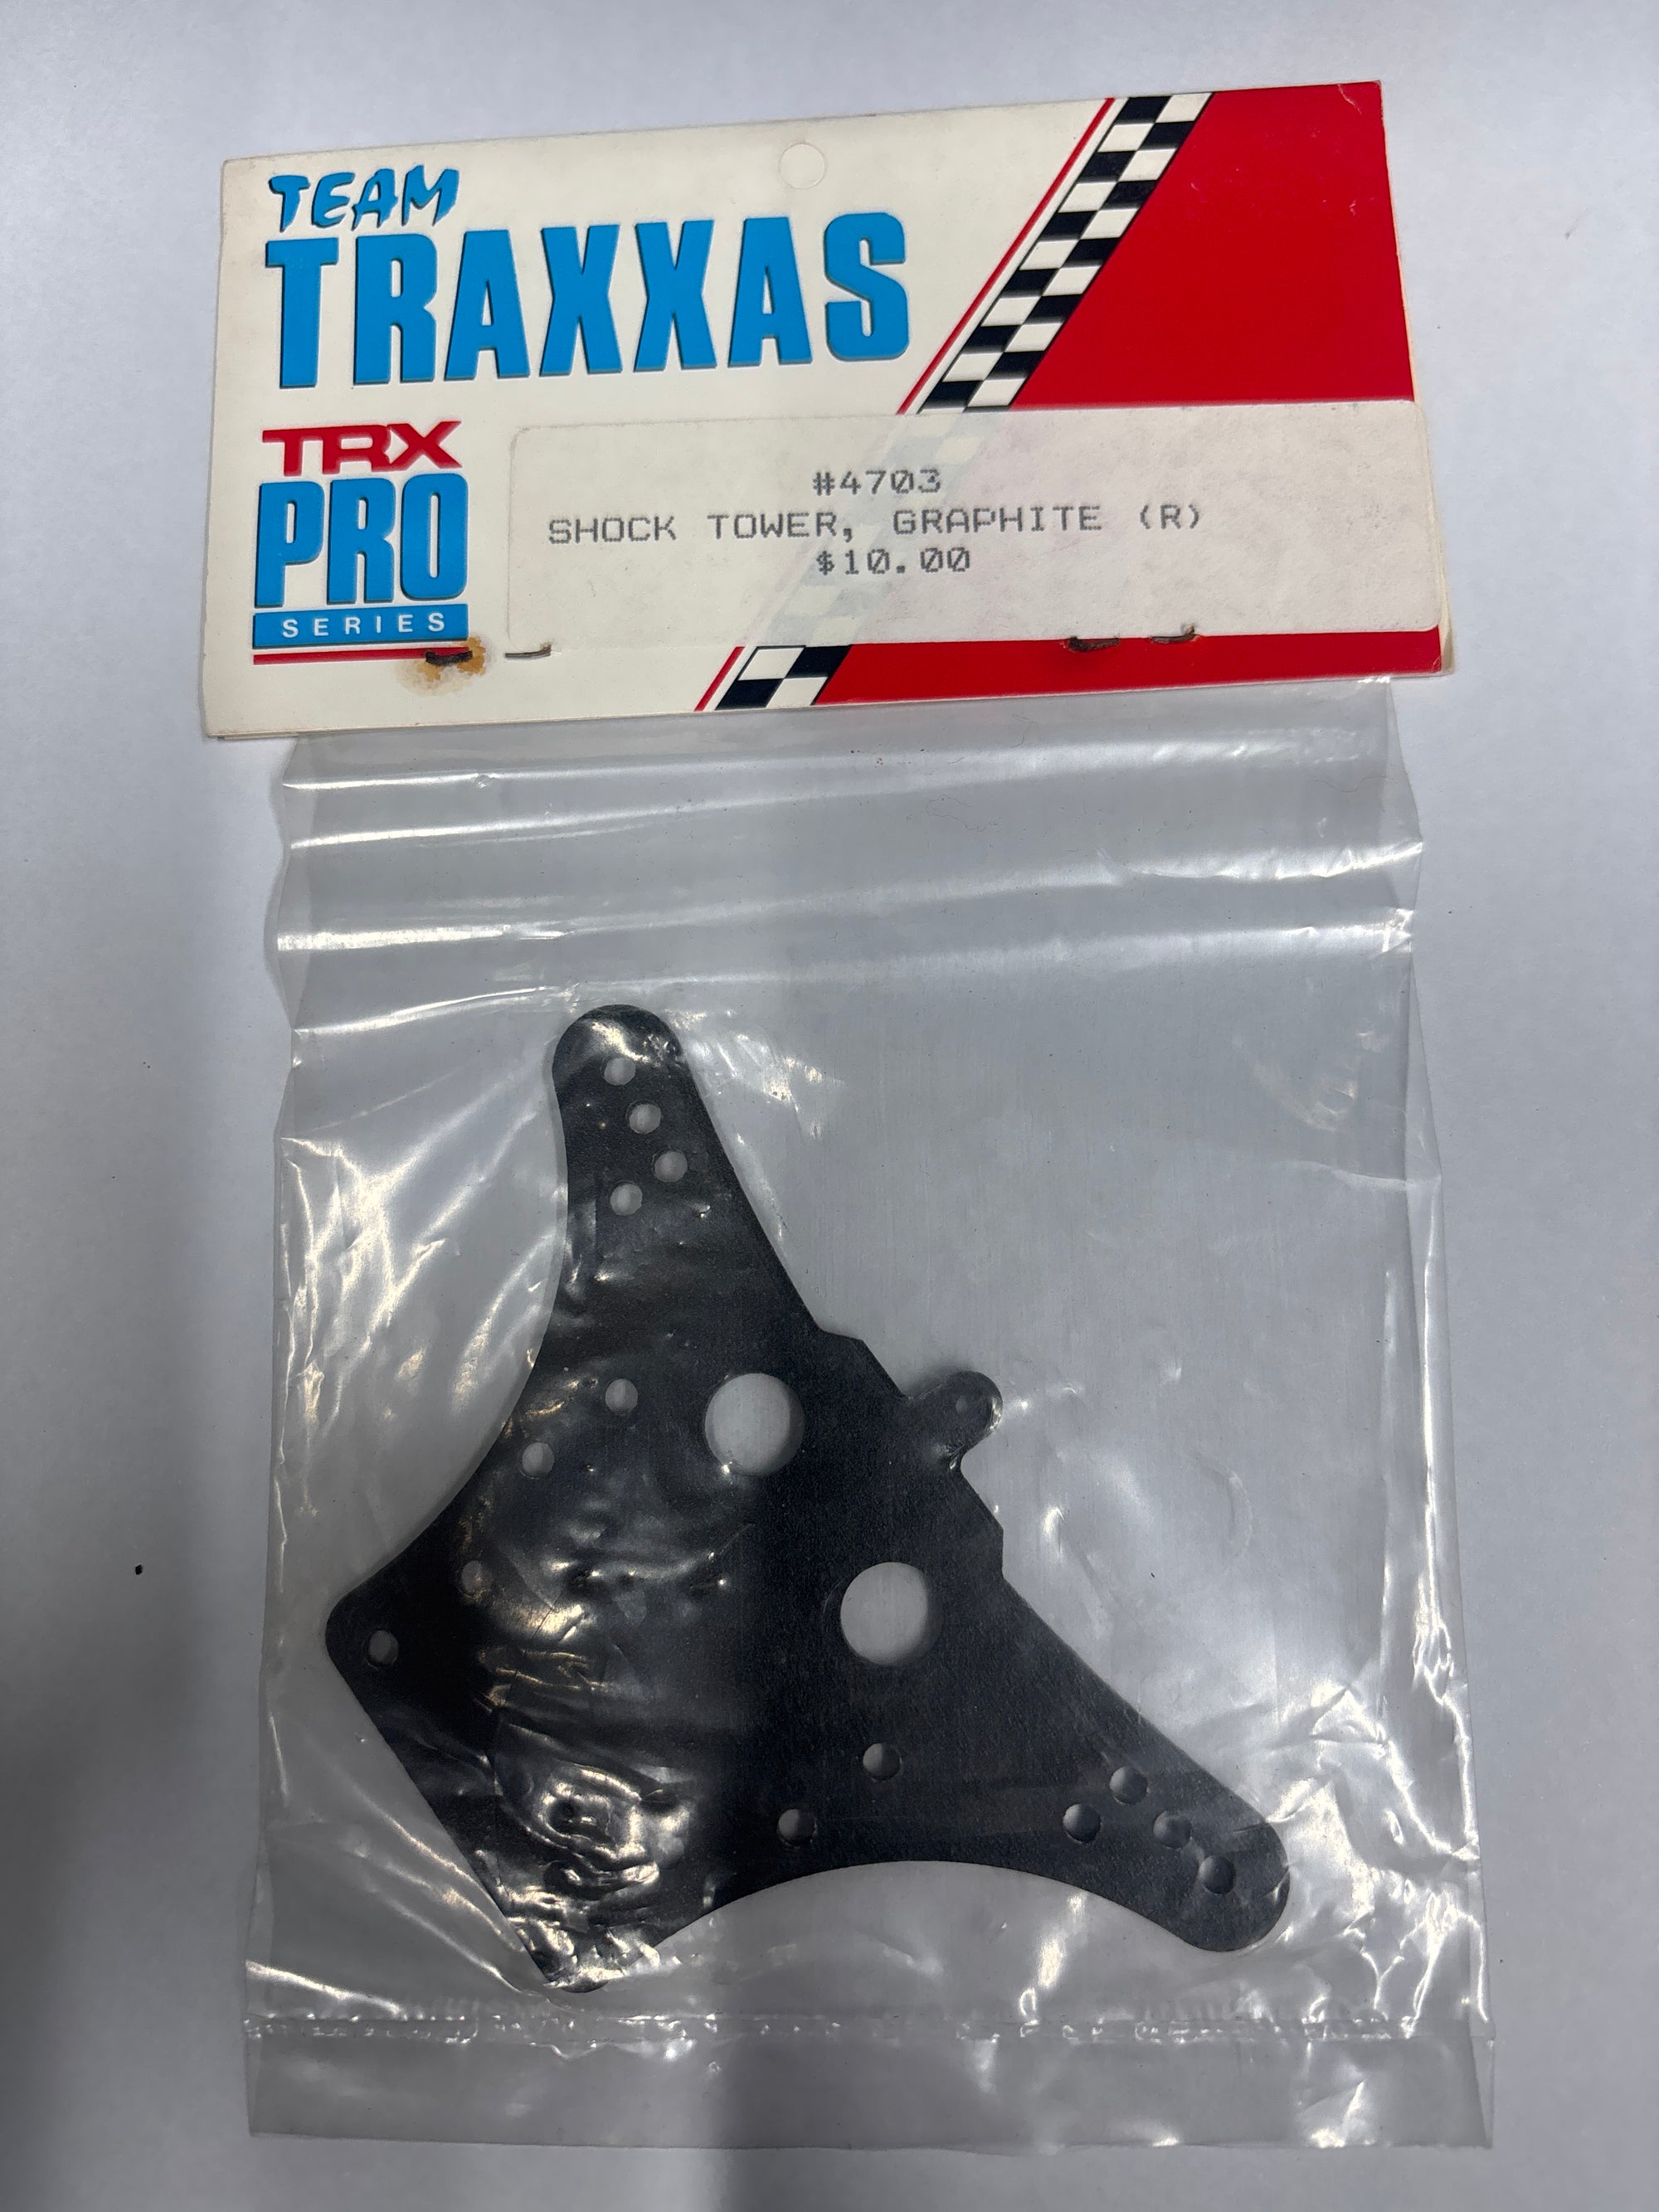 TEAM
TRAXXAS
TRX
PRO
SERIES
#4703
SHOCK TOWER, GRAPHITE (R)
$10.00